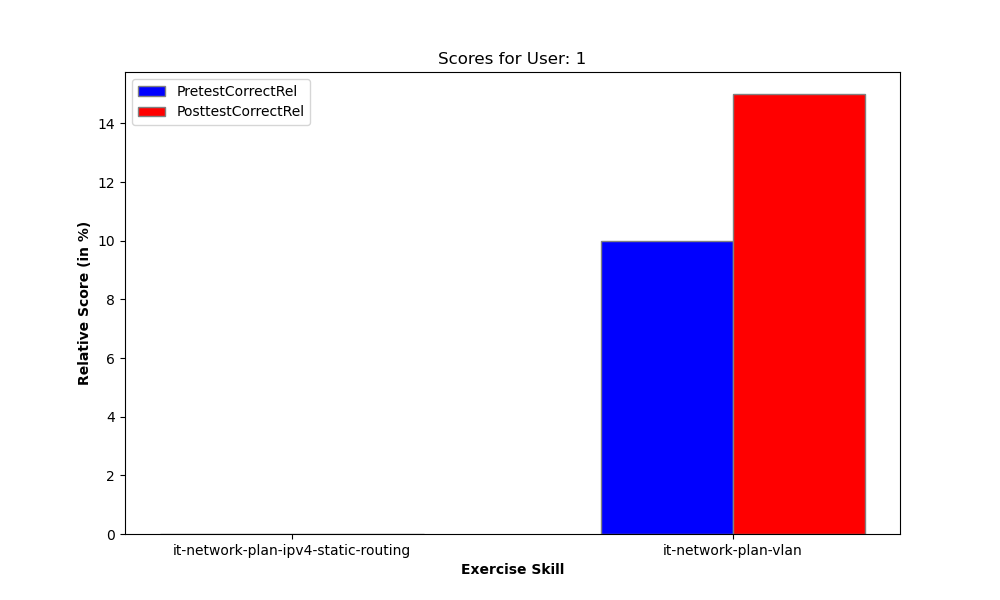 Scores for User: 1
PretestCorrectRel
PosttestCorrectRel
14
12
10
8
6
4
2
0
Relative Score (in %)
it-network-plan-ipv4-static-routing
it-network-plan-vlan
Exercise Skill